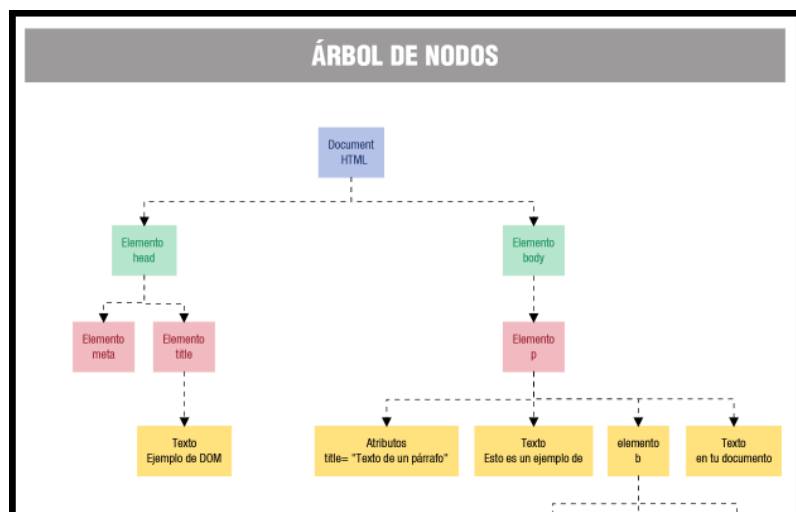 ÁRBOL DE NODOS
Document
HTML
Elemento
head
Elemento
body
Elemento
meta
Elemento
title
Elemento
p
Texto
Ejemplo de DOM
Atributos
title= "Texto de un párrafo"
Texto
Esto es un ejemplo de
elemento
b
Texto
en tu documento